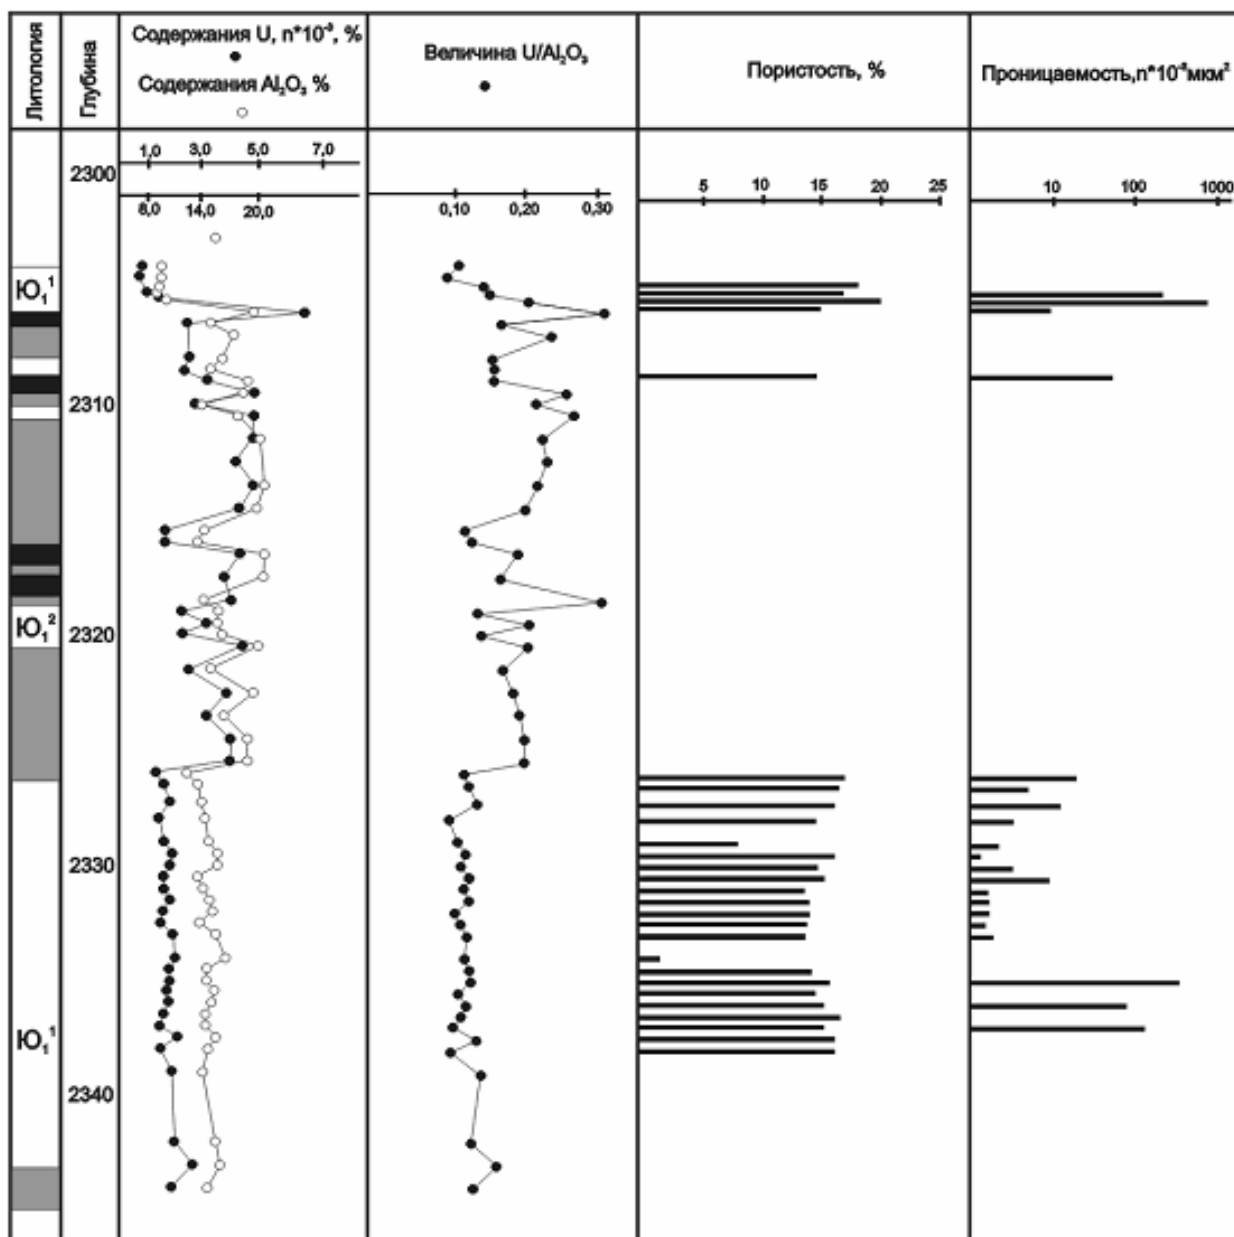 Литология
Глубина
Содержания U, n*10⁻³, %
Содержания Al₂O₃ %
Величина U/Al₂O₃
Пористость, %
Проницаемость,n*10⁻³мкм²
1,0 3,0 5,0 7,0
8,0 14,0 20,0
0,10 0,20 0,30
5 10 15 20 25
10 100 1000
2300
Ю₁¹
2310
2320
Ю₁²
2330
Ю₁¹
2340